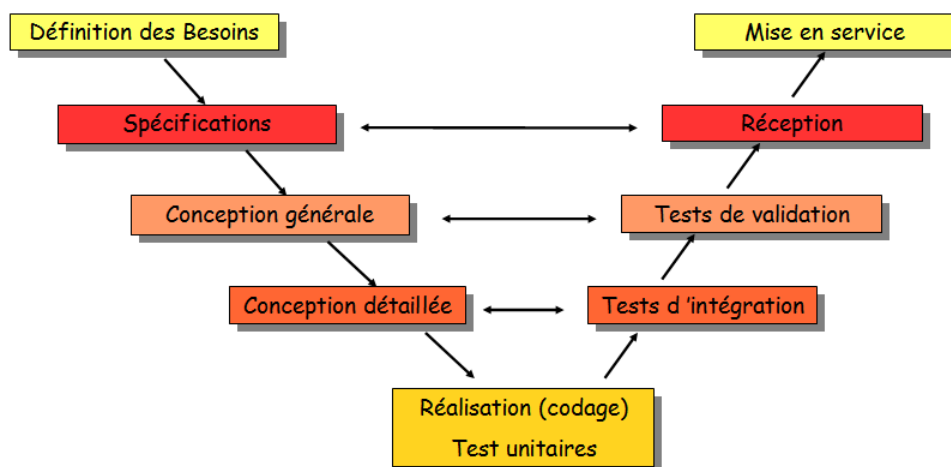 Définition des Besoins
Mise en service
Spécifications
Réception
Conception générale
Tests de validation
Conception détaillée
Tests d 'intégration
Réalisation (codage)
Test unitaires